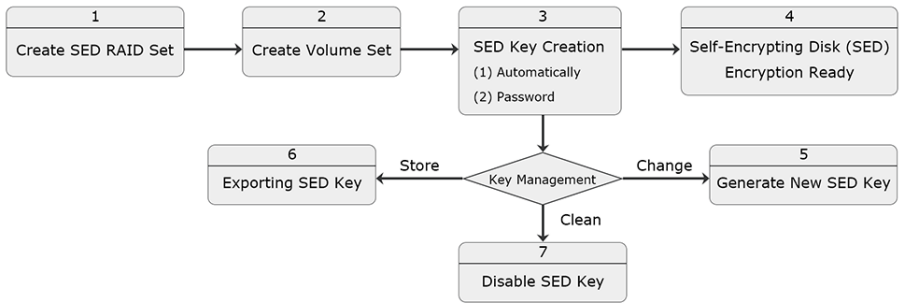 1
Create SED RAID Set
2
Create Volume Set
3
SED Key Creation
(1) Automatically
(2) Password
4
Self-Encrypting Disk (SED)
Encryption Ready
6
Exporting SED Key
Store
Key Management
Change
5
Generate New SED Key
Clean
7
Disable SED Key